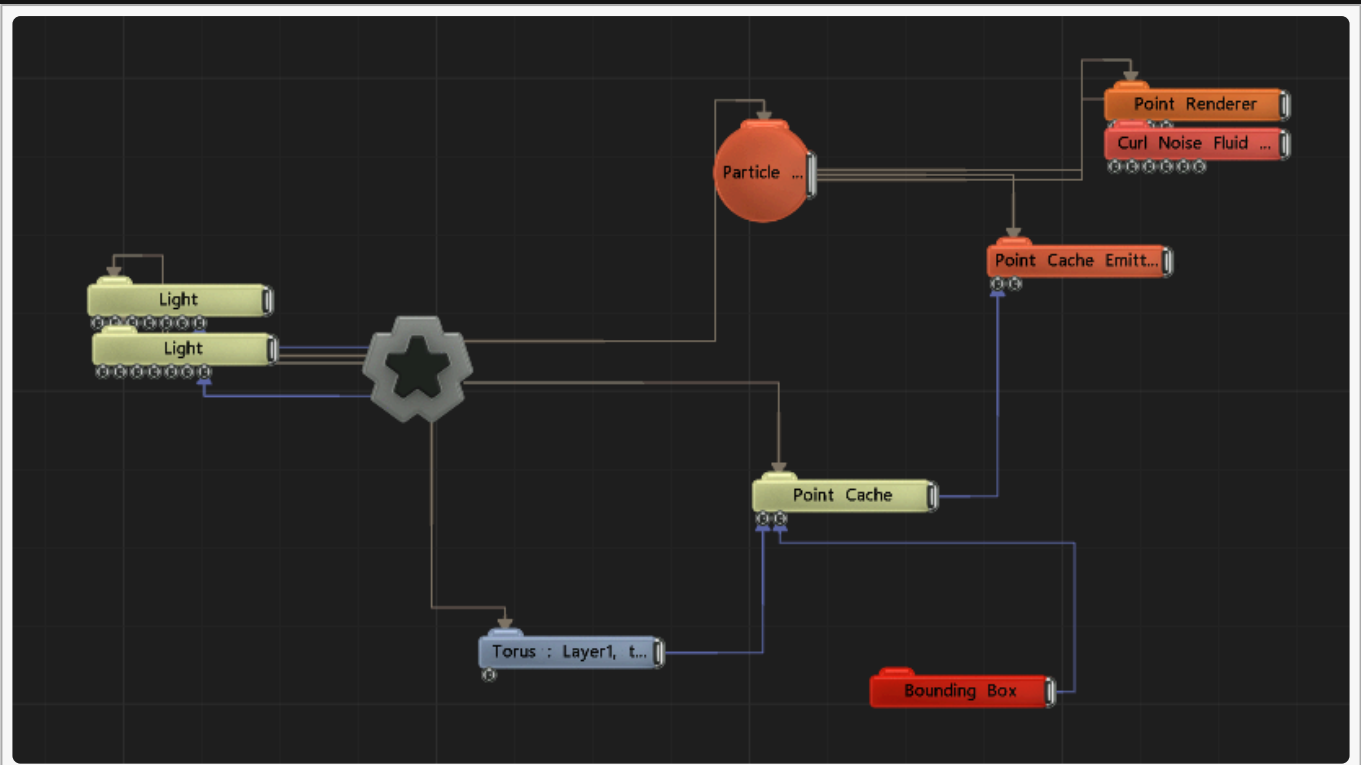 Point Renderer
Curl Noise Fluid ...
Particle ...
Point Cache Emitt...
Light
Light
Point Cache
Torus : Layer1, t...
Bounding Box